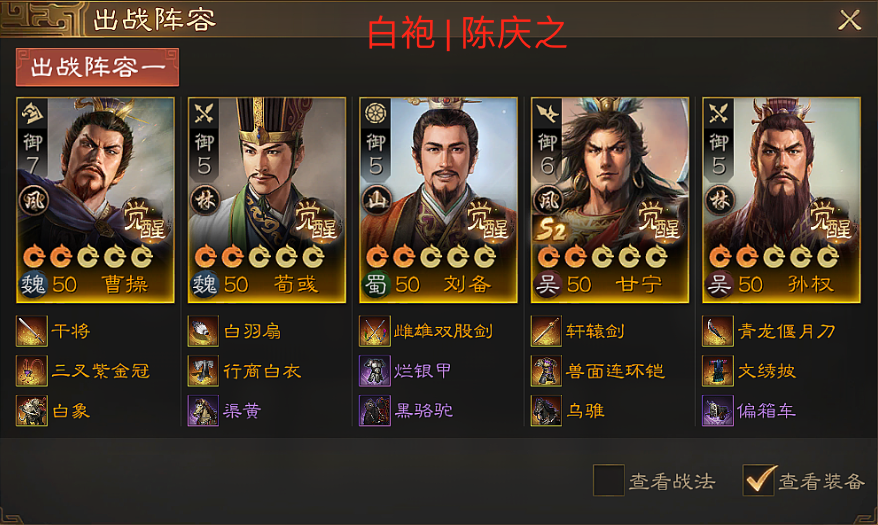 出战阵容
白袍|陈庆之
出战阵容一
御 御 御 御 御
7 5 5 6 5
风 林 山 风 林
S2
觉醒 觉醒 觉醒 觉醒 觉醒
魏 50 曹操 魏 50 荀彧 蜀 50 刘备 吴 50 甘宁 吴 50 孙权
干将 白羽扇 雌雄双股剑 轩辕剑 青龙偃月刀
三叉紫金冠 行商白衣 烂银甲 兽面连环铠 文绣披
白象 渠黄 黑骆驼 乌骓 偏箱车
查看战法 查看装备